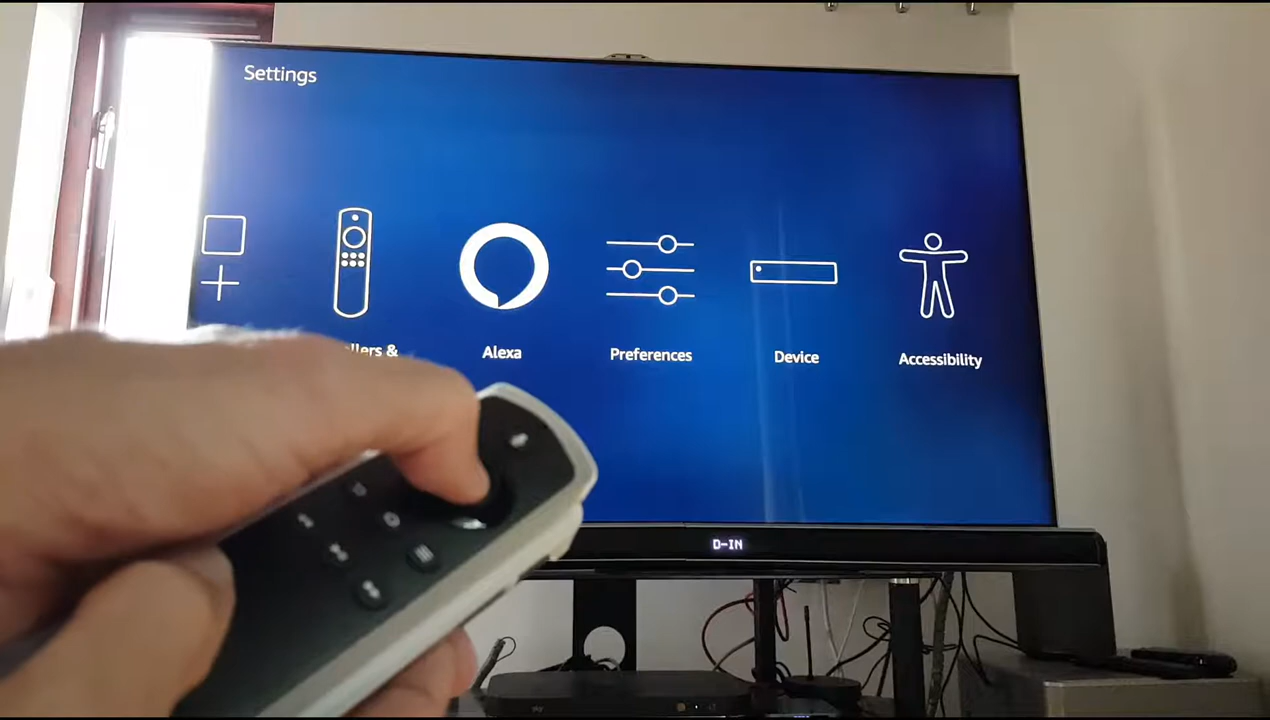 Settings
Alexa
Preferences
Device
Accessibility
D-IN